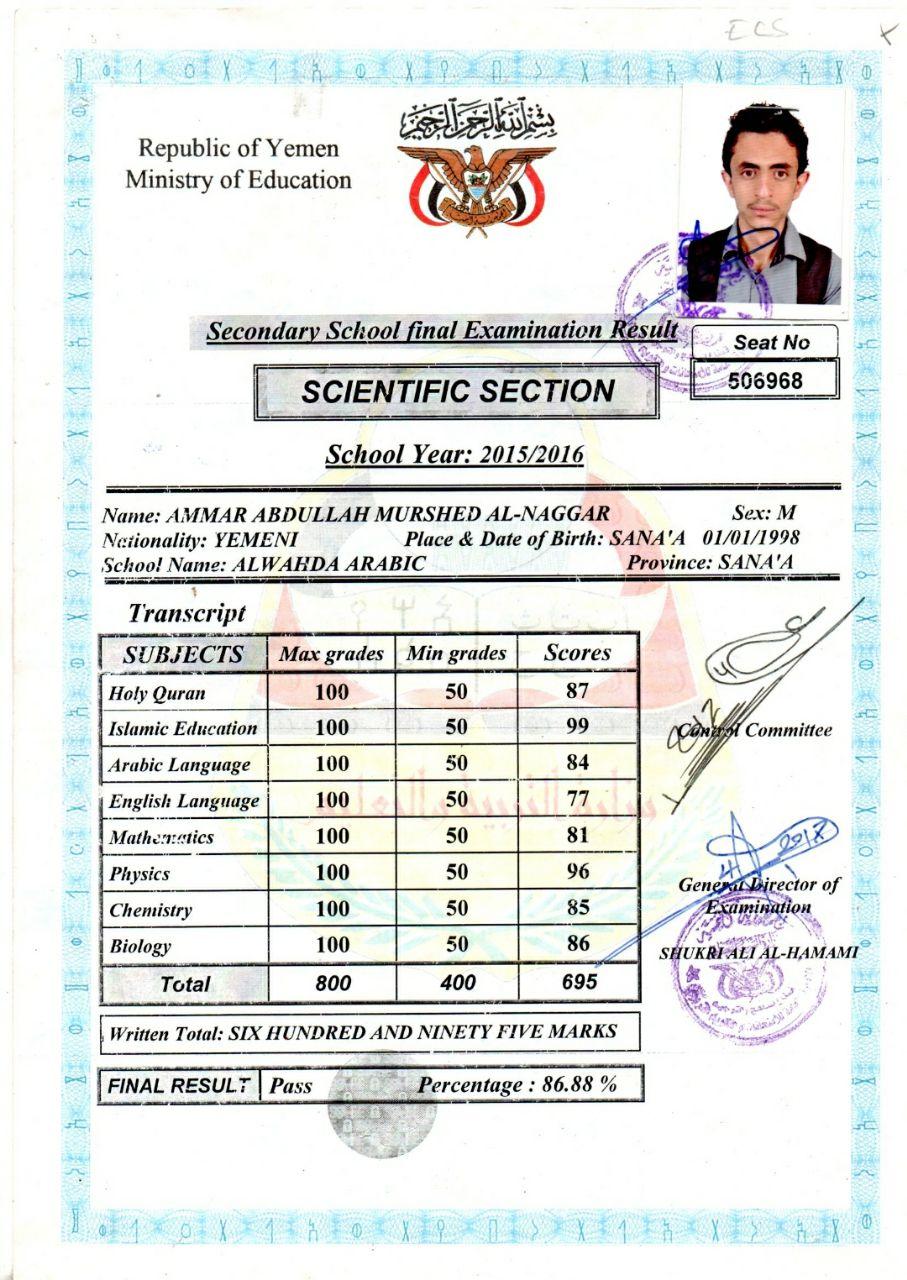 ECS
بسم الله الرحمن الرحيم
Republic of Yemen
Ministry of Education
Secondary School final Examination Result
Seat No
506968
SCIENTIFIC SECTION
School Year: 2015/2016
Name: AMMAR ABDULLAH MURSHED AL-NAGGAR Sex: M
Nationality: YEMENI Place & Date of Birth: SANA'A 01/01/1998
School Name: ALWAHDA ARABIC Province: SANA'A
Transcript
SUBJECTS Max grades Min grades Scores
Holy Quran 100 50 87
Islamic Education 100 50 99
Arabic Language 100 50 84
English Language 100 50 77
Mathematics 100 50 81
Physics 100 50 96
Chemistry 100 50 85
Biology 100 50 86
Total 800 400 695
Control Committee
2017
General Director of
Examination
SHUKRI ALI AL-HAMAMI
Written Total: SIX HUNDRED AND NINETY FIVE MARKS
FINAL RESULT Pass Percentage : 86.88 %